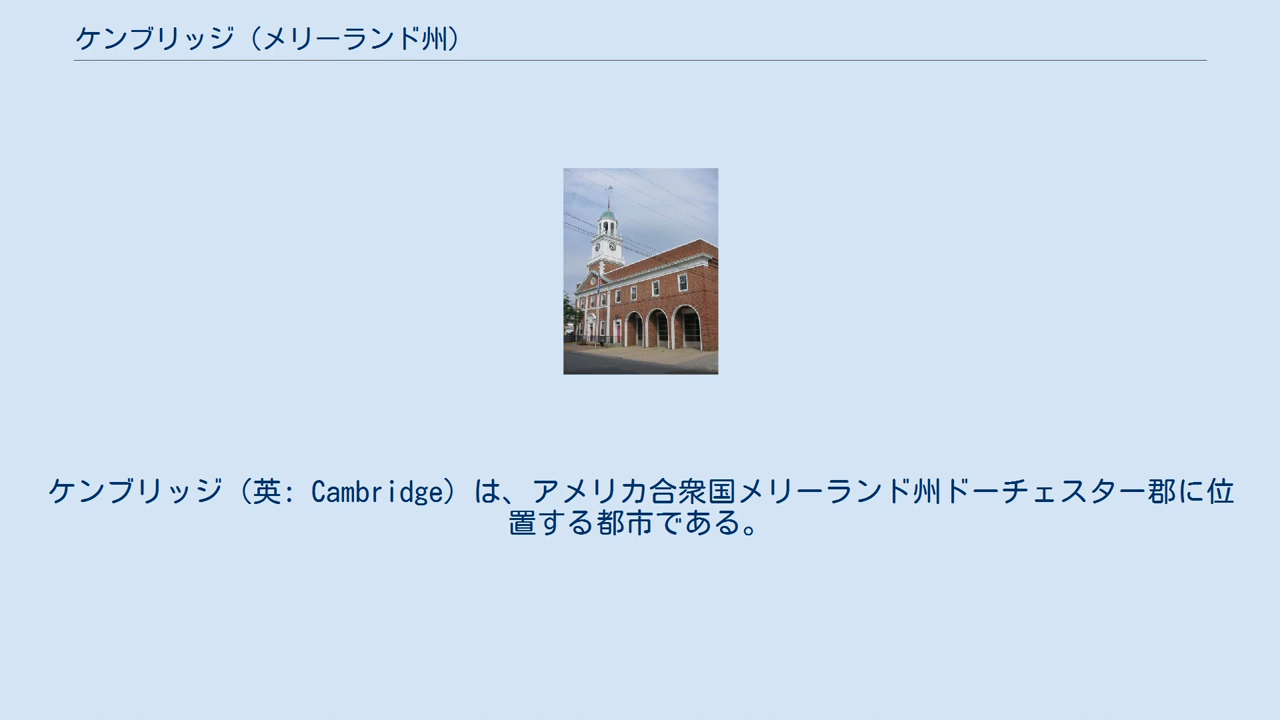 ケンブリッジ（メリーランド州）
ケンブリッジ（英: Cambridge）は、アメリカ合衆国メリーランド州ドーチェスター郡に位
置する都市である。